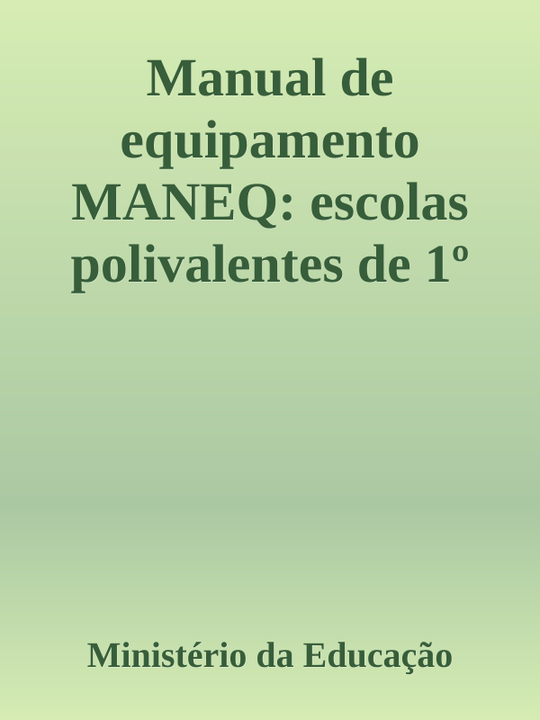 Manual de
equipamento
MANEQ: escolas
polivalentes de 1º
Ministério da Educação